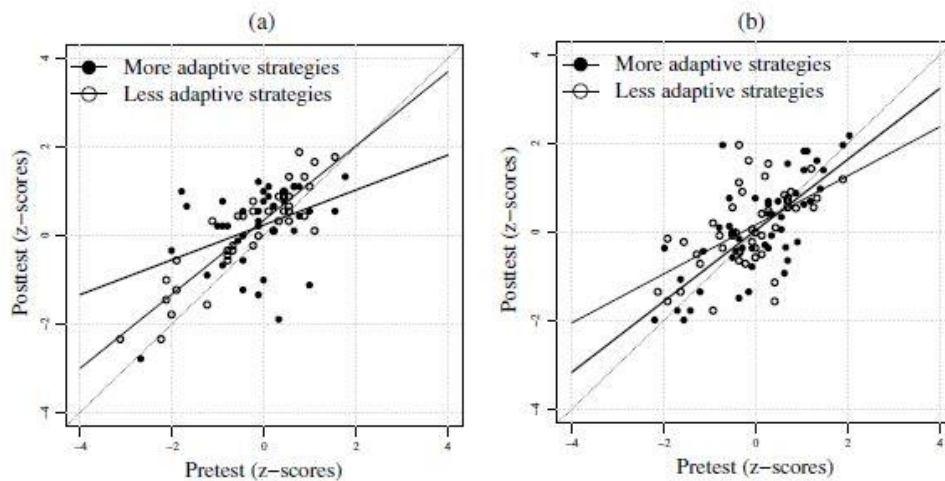 (a)
More adaptive strategies
Less adaptive strategies
Posttest (z-scores)
4
2
0
-2
-4
-4
-2
0
2
4
Pretest (z-scores)
(b)
More adaptive strategies
Less adaptive strategies
Posttest (z-scores)
4
2
0
-2
-4
-4
-2
0
2
4
Pretest (z-scores)